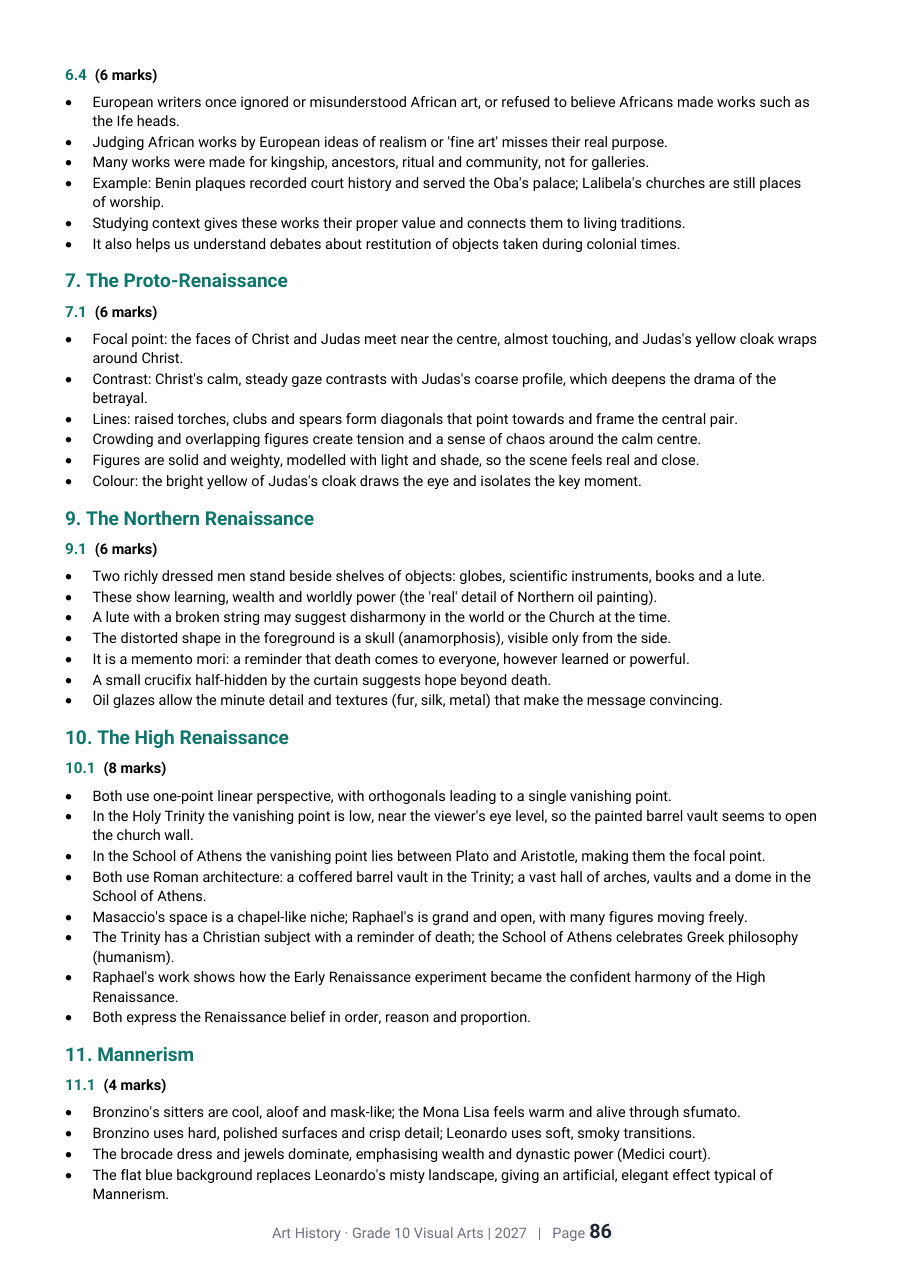 6.4 (6 marks)
• European writers once ignored or misunderstood African art, or refused to believe Africans made works such as
the Ife heads.
• Judging African works by European ideas of realism or 'fine art' misses their real purpose.
• Many works were made for kingship, ancestors, ritual and community, not for galleries.
• Example: Benin plaques recorded court history and served the Oba's palace; Lalibela's churches are still places
of worship.
• Studying context gives these works their proper value and connects them to living traditions.
• It also helps us understand debates about restitution of objects taken during colonial times.
7. The Proto-Renaissance
7.1 (6 marks)
• Focal point: the faces of Christ and Judas meet near the centre, almost touching, and Judas's yellow cloak wraps
around Christ.
• Contrast: Christ's calm, steady gaze contrasts with Judas's coarse profile, which deepens the drama of the
betrayal.
• Lines: raised torches, clubs and spears form diagonals that point towards and frame the central pair.
• Crowding and overlapping figures create tension and a sense of chaos around the calm centre.
• Figures are solid and weighty, modelled with light and shade, so the scene feels real and close.
• Colour: the bright yellow of Judas's cloak draws the eye and isolates the key moment.
9. The Northern Renaissance
9.1 (6 marks)
• Two richly dressed men stand beside shelves of objects: globes, scientific instruments, books and a lute.
• These show learning, wealth and worldly power (the 'real' detail of Northern oil painting).
• A lute with a broken string may suggest disharmony in the world or the Church at the time.
• The distorted shape in the foreground is a skull (anamorphosis), visible only from the side.
• It is a memento mori: a reminder that death comes to everyone, however learned or powerful.
• A small crucifix half-hidden by the curtain suggests hope beyond death.
• Oil glazes allow the minute detail and textures (fur, silk, metal) that make the message convincing.
10. The High Renaissance
10.1 (8 marks)
• Both use one-point linear perspective, with orthogonals leading to a single vanishing point.
• In the Holy Trinity the vanishing point is low, near the viewer's eye level, so the painted barrel vault seems to open
the church wall.
• In the School of Athens the vanishing point lies between Plato and Aristotle, making them the focal point.
• Both use Roman architecture: a coffered barrel vault in the Trinity; a vast hall of arches, vaults and a dome in the
School of Athens.
• Masaccio's space is a chapel-like niche; Raphael's is grand and open, with many figures moving freely.
• The Trinity has a Christian subject with a reminder of death; the School of Athens celebrates Greek philosophy
(humanism).
• Raphael's work shows how the Early Renaissance experiment became the confident harmony of the High
Renaissance.
• Both express the Renaissance belief in order, reason and proportion.
11. Mannerism
11.1 (4 marks)
• Bronzino's sitters are cool, aloof and mask-like; the Mona Lisa feels warm and alive through sfumato.
• Bronzino uses hard, polished surfaces and crisp detail; Leonardo uses soft, smoky transitions.
• The brocade dress and jewels dominate, emphasising wealth and dynastic power (Medici court).
• The flat blue background replaces Leonardo's misty landscape, giving an artificial, elegant effect typical of
Mannerism.
Art History · Grade 10 Visual Arts | 2027 | Page 86